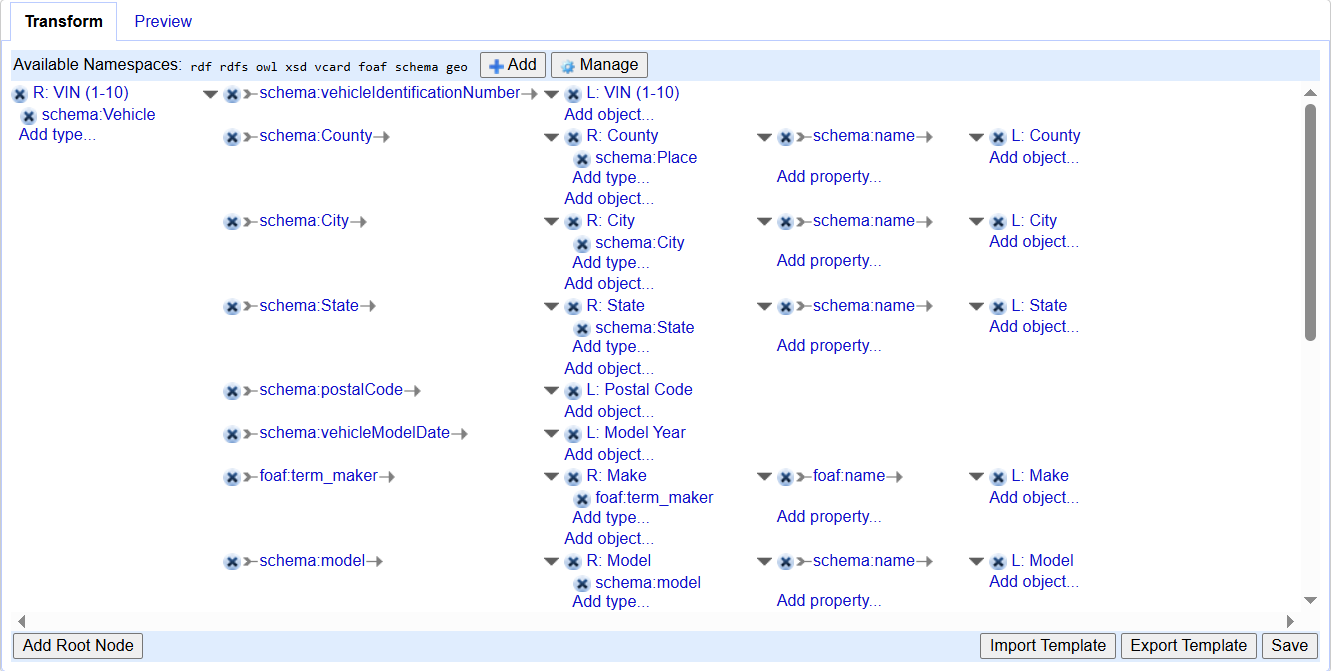 Transform Preview
Available Namespaces: rdf rdfs owl xsd vcard foaf schema geo Add Manage
R: VIN (1-10) schema:vehicleIdentificationNumber L: VIN (1-10)
schema:Vehicle Add object...
Add type... schema:County R: County schema:name L: County
schema:Place Add object...
Add type... Add property...
Add object...
schema:City R: City schema:name L: City
schema:City Add object...
Add type... Add property...
Add object...
schema:State R: State schema:name L: State
schema:State Add object...
Add type... Add property...
Add object...
schema:postalCode L: Postal Code
Add object...
schema:vehicleModelDate L: Model Year
Add object...
foaf:term_maker R: Make foaf:name L: Make
foaf:term_maker Add object...
Add type... Add property...
Add object...
schema:model R: Model schema:name L: Model
schema:model Add object...
Add type... Add property...
Add Root Node Import Template Export Template Save